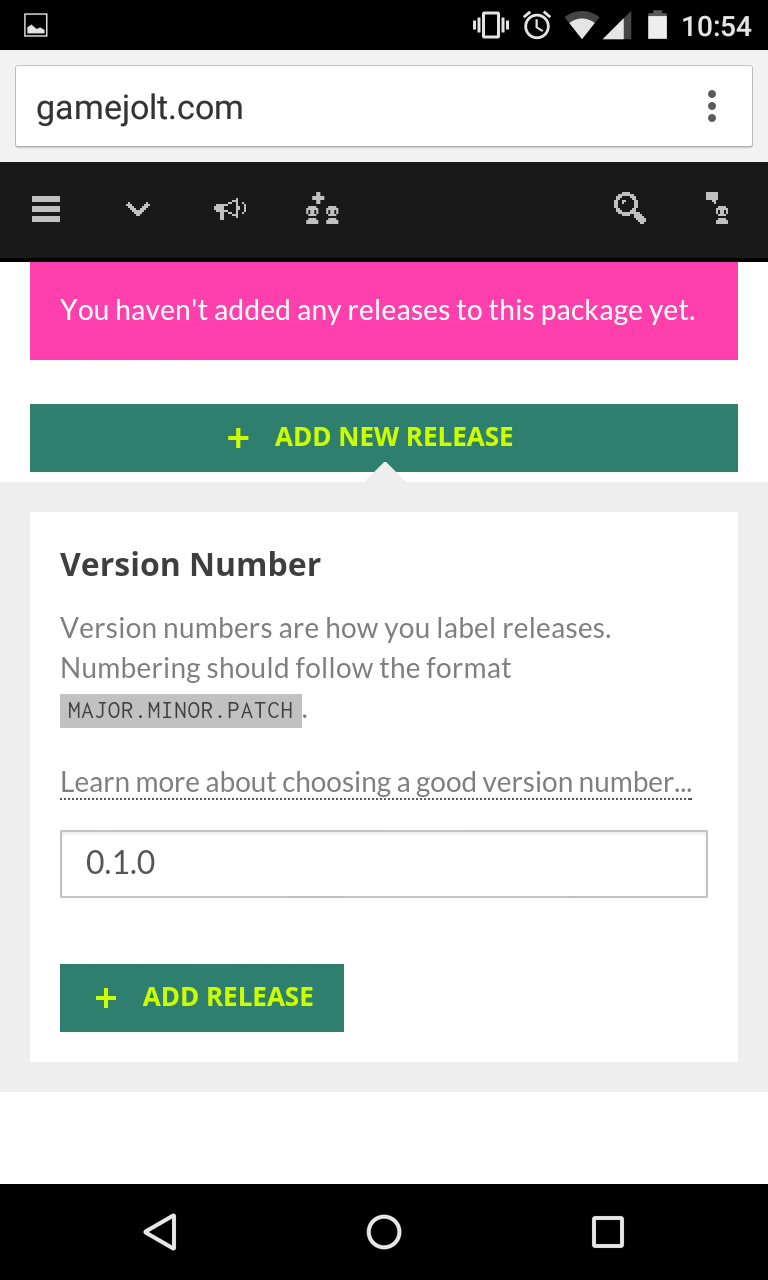 10:54
gamejolt.com
You haven't added any releases to this package yet.
+ ADD NEW RELEASE
Version Number
Version numbers are how you label releases.
Numbering should follow the format
MAJOR.MINOR.PATCH.
Learn more about choosing a good version number...
0.1.0
+ ADD RELEASE